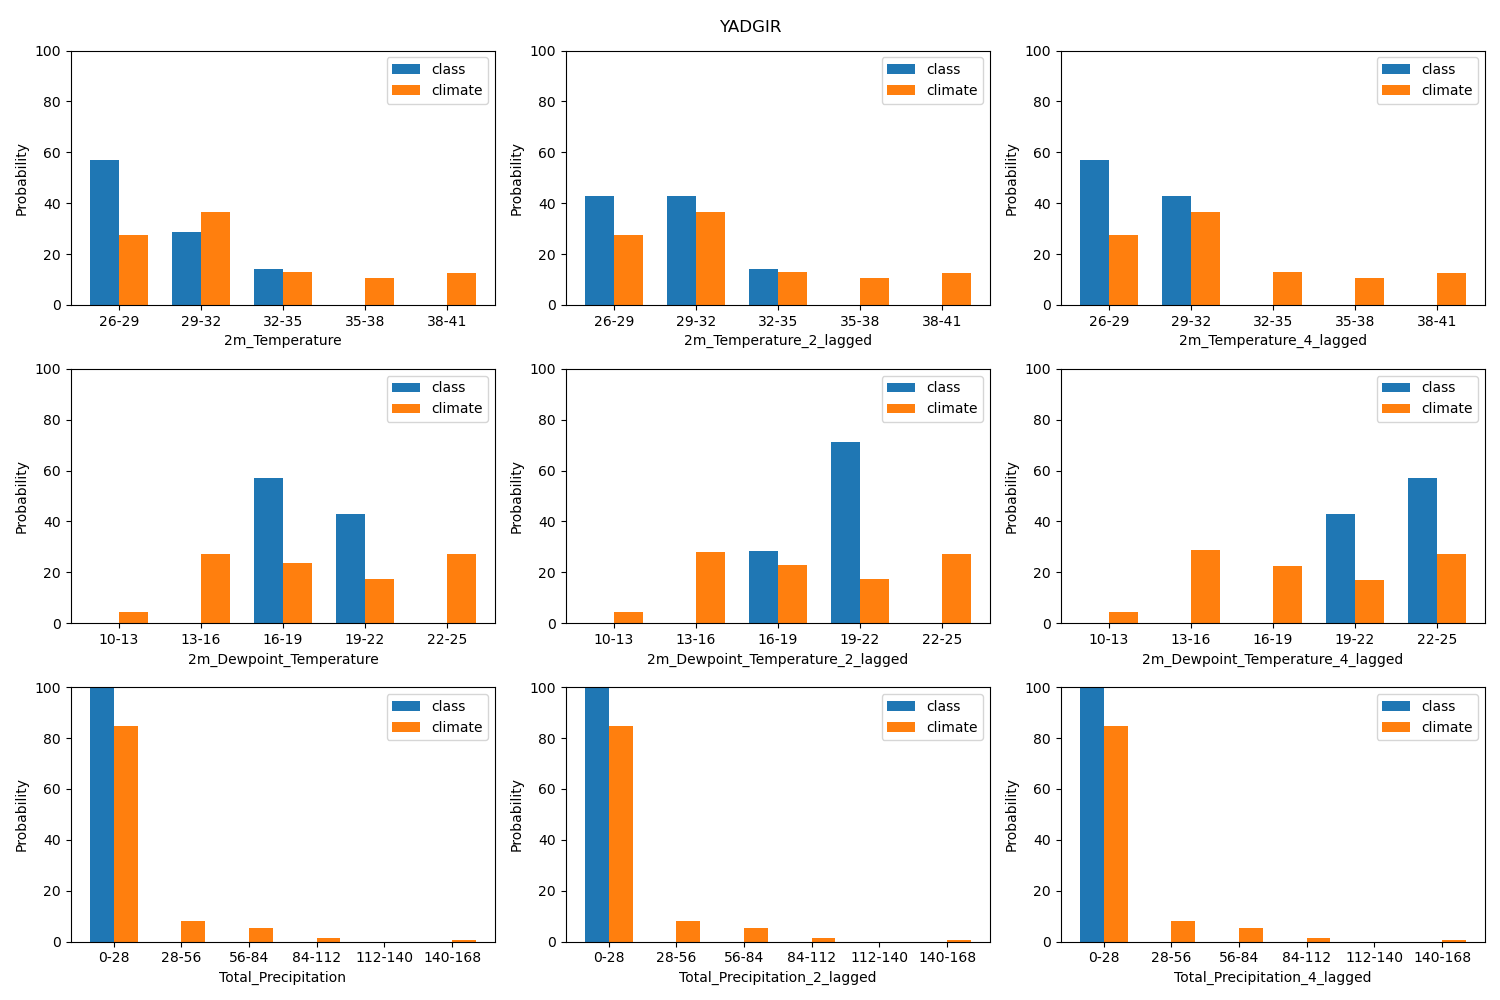 YADGIR
100
80
60
40
20
0
Probability
class
climate
26-29 29-32 32-35 35-38 38-41
2m_Temperature
100
80
60
40
20
0
Probability
class
climate
26-29 29-32 32-35 35-38 38-41
2m_Temperature_2_lagged
100
80
60
40
20
0
Probability
class
climate
26-29 29-32 32-35 35-38 38-41
2m_Temperature_4_lagged
100
80
60
40
20
0
Probability
class
climate
10-13 13-16 16-19 19-22 22-25
2m_Dewpoint_Temperature
100
80
60
40
20
0
Probability
class
climate
10-13 13-16 16-19 19-22 22-25
2m_Dewpoint_Temperature_2_lagged
100
80
60
40
20
0
Probability
class
climate
10-13 13-16 16-19 19-22 22-25
2m_Dewpoint_Temperature_4_lagged
100
80
60
40
20
0
Probability
class
climate
0-28 28-56 56-84 84-112 112-140 140-168
Total_Precipitation
100
80
60
40
20
0
Probability
class
climate
0-28 28-56 56-84 84-112 112-140 140-168
Total_Precipitation_2_lagged
100
80
60
40
20
0
Probability
class
climate
0-28 28-56 56-84 84-112 112-140 140-168
Total_Precipitation_4_lagged